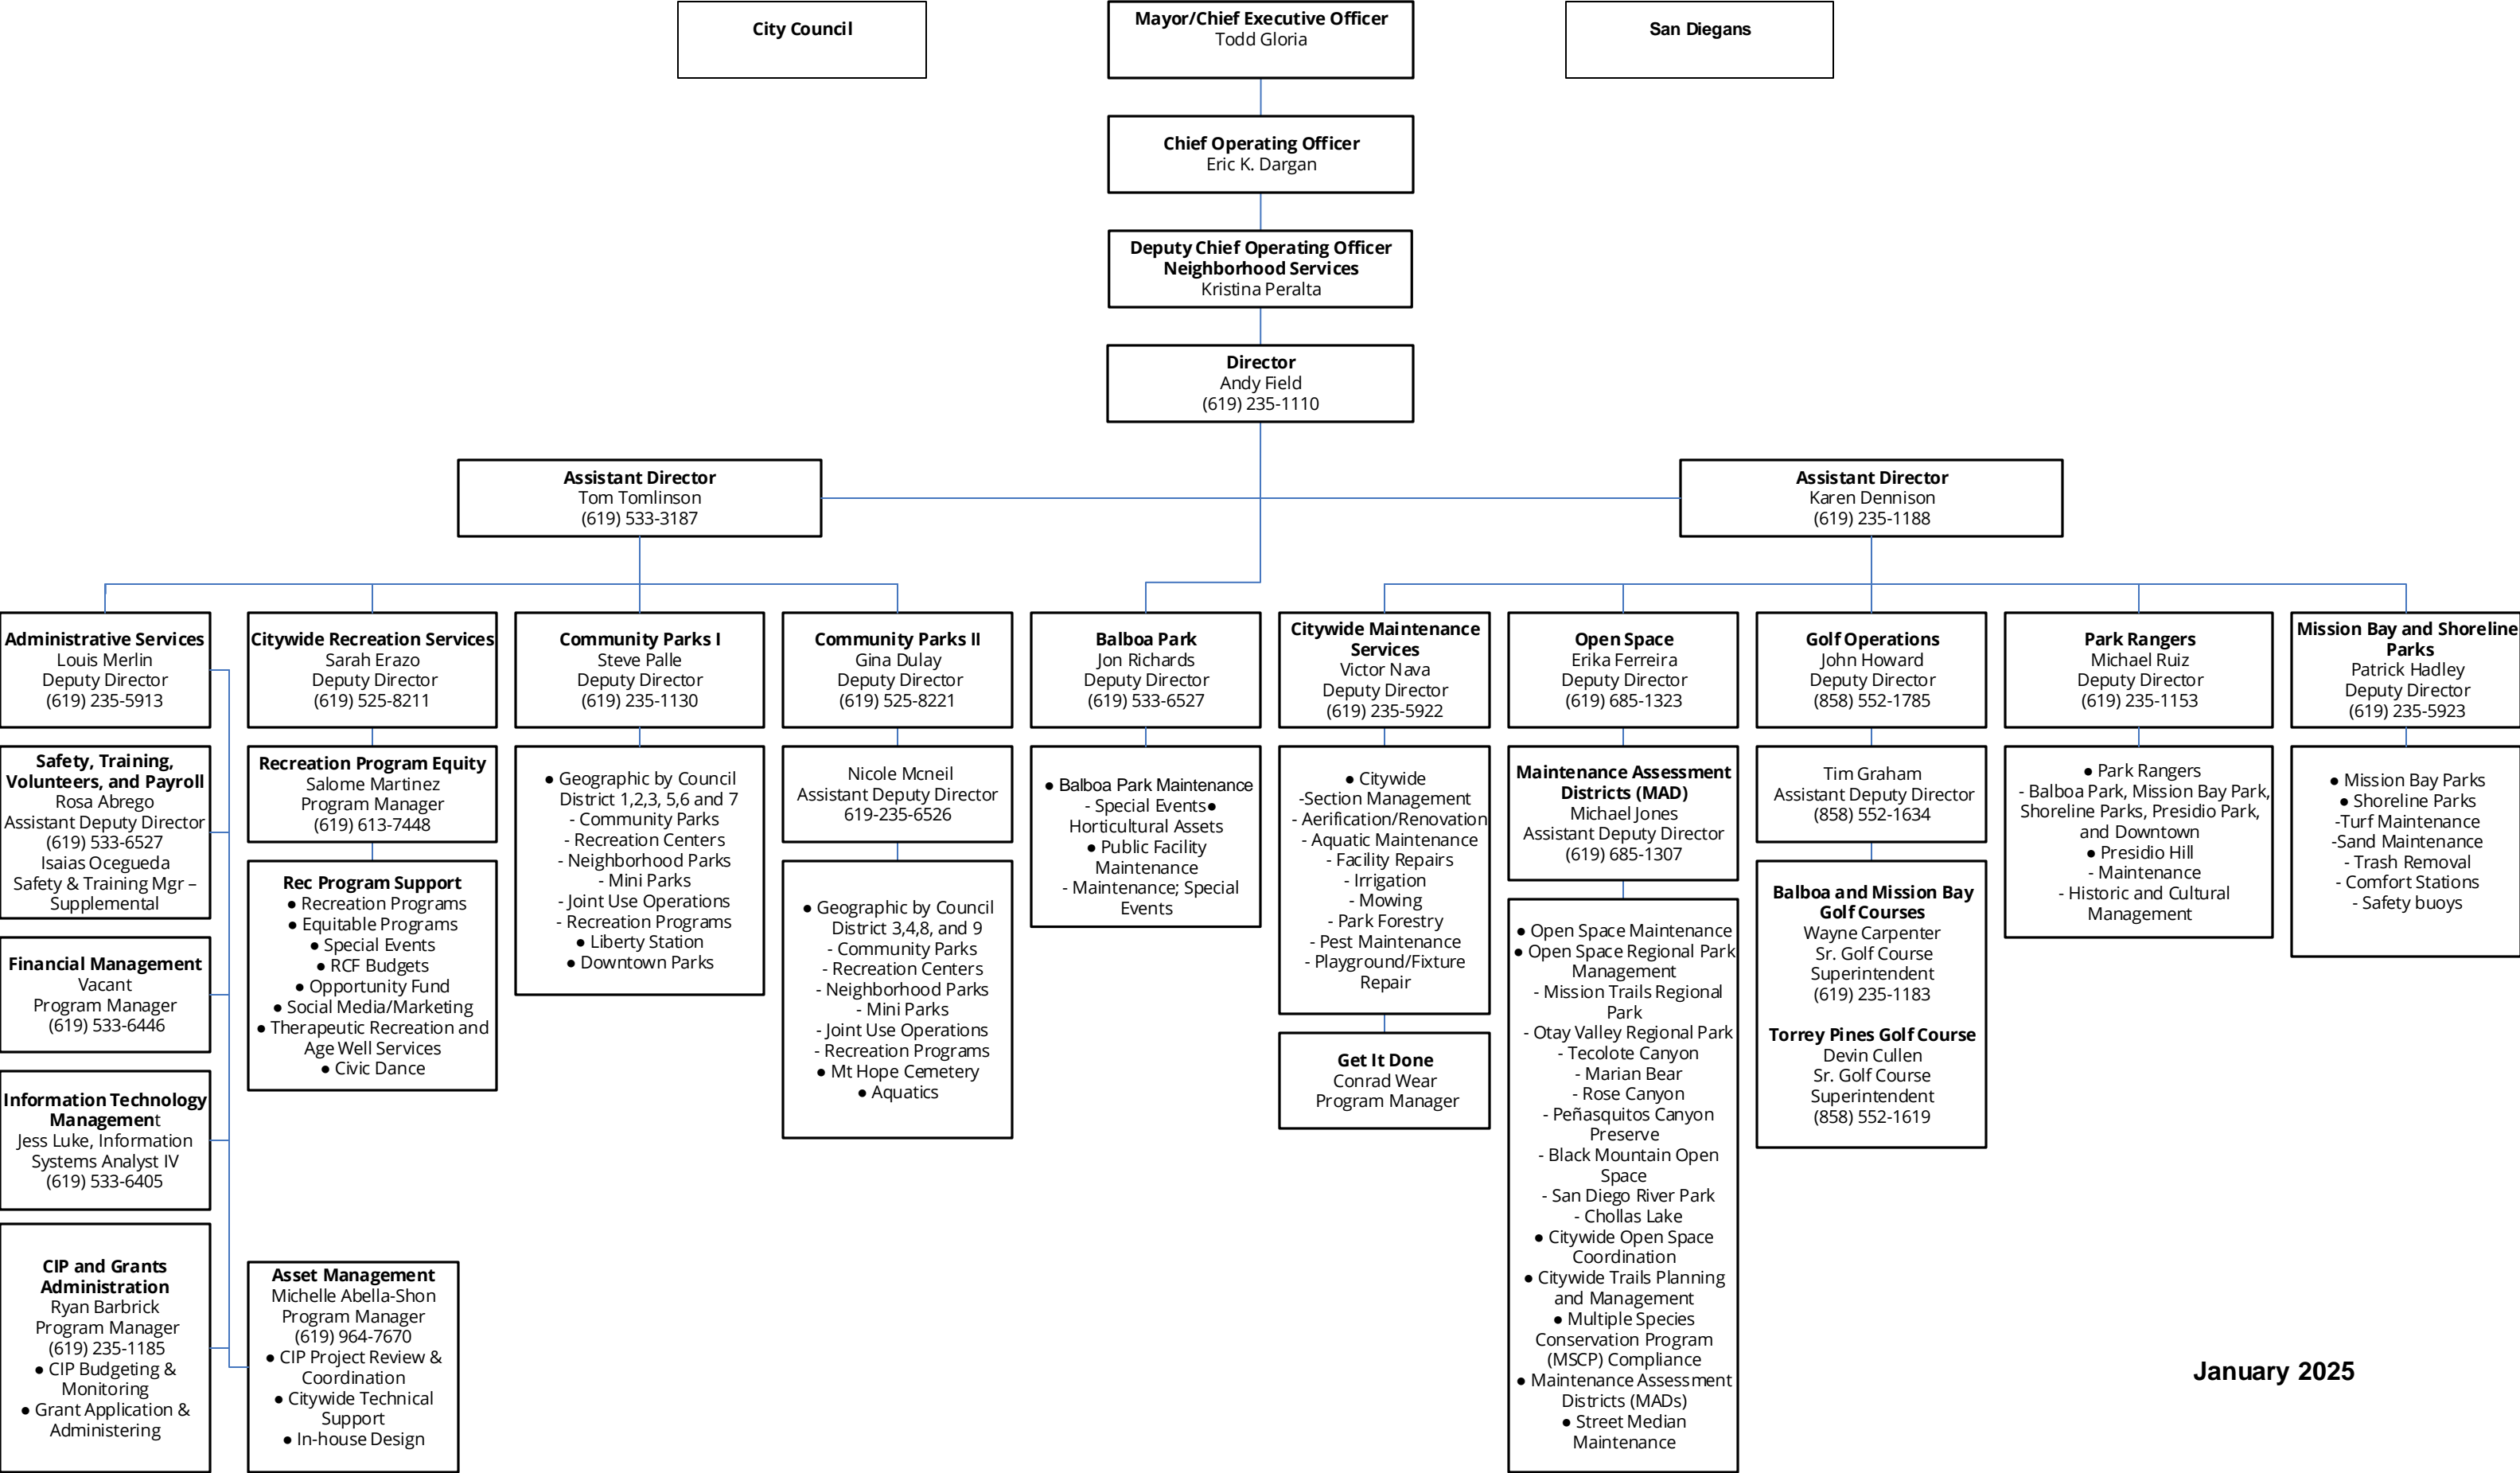 City Council
Mayor/Chief Executive Officer
Todd Gloria
San Diegans
Chief Operating Officer
Eric K. Dargan
Deputy Chief Operating Officer
Neighborhood Services
Kristina Peralta
Director
Andy Field
(619) 235-1110
Assistant Director
Tom Tomlinson
(619) 533-3187
Assistant Director
Karen Dennison
(619) 235-1188
Administrative Services
Louis Merlin
Deputy Director
(619) 235-5913
Safety, Training,
Volunteers, and Payroll
Rosa Abrego
Assistant Deputy Director
(619) 533-6527
Isaias Ocegueda
Safety & Training Mgr –
Supplemental
Financial Management
Vacant
Program Manager
(619) 533-6446
Information Technology
Management
Jess Luke, Information
Systems Analyst IV
(619) 533-6405
CIP and Grants
Administration
Ryan Barbrick
Program Manager
(619) 235-1185
● CIP Budgeting &
Monitoring
● Grant Application &
Administering
Asset Management
Michelle Abella-Shon
Program Manager
(619) 964-7670
● CIP Project Review &
Coordination
● Citywide Technical
Support
● In-house Design
Citywide Recreation Services
Sarah Erazo
Deputy Director
(619) 525-8211
Recreation Program Equity
Salome Martinez
Program Manager
(619) 613-7448
Rec Program Support
● Recreation Programs
● Equitable Programs
● Special Events
● RCF Budgets
● Opportunity Fund
● Social Media/Marketing
● Therapeutic Recreation and
Age Well Services
● Civic Dance
Community Parks I
Steve Palle
Deputy Director
(619) 235-1130
● Geographic by Council
District 1,2,3, 5,6 and 7
- Community Parks
- Recreation Centers
- Neighborhood Parks
- Mini Parks
- Joint Use Operations
- Recreation Programs
● Liberty Station
● Downtown Parks
Community Parks II
Gina Dulay
Deputy Director
(619) 525-8221
Nicole Mcneil
Assistant Deputy Director
619-235-6526
● Geographic by Council
District 3,4,8, and 9
- Community Parks
- Recreation Centers
- Neighborhood Parks
- Mini Parks
- Joint Use Operations
- Recreation Programs
● Mt Hope Cemetery
● Aquatics
Balboa Park
Jon Richards
Deputy Director
(619) 533-6527
● Balboa Park Maintenance
- Special Events●
Horticultural Assets
● Public Facility
Maintenance
- Maintenance; Special
Events
Citywide Maintenance
Services
Victor Nava
Deputy Director
(619) 235-5922
● Citywide
-Section Management
- Aerification/Renovation
- Aquatic Maintenance
- Facility Repairs
- Irrigation
- Mowing
- Park Forestry
- Pest Maintenance
- Playground/Fixture
Repair
Get It Done
Conrad Wear
Program Manager
Open Space
Erika Ferreira
Deputy Director
(619) 685-1323
Maintenance Assessment
Districts (MAD)
Michael Jones
Assistant Deputy Director
(619) 685-1307
● Open Space Maintenance
● Open Space Regional Park
Management
- Mission Trails Regional
Park
- Otay Valley Regional Park
- Tecolote Canyon
- Marian Bear
- Rose Canyon
- Peñasquitos Canyon
Preserve
- Black Mountain Open
Space
- San Diego River Park
- Chollas Lake
● Citywide Open Space
Coordination
● Citywide Trails Planning
and Management
● Multiple Species
Conservation Program
(MSCP) Compliance
● Maintenance Assessment
Districts (MADs)
● Street Median
Maintenance
Golf Operations
John Howard
Deputy Director
(858) 552-1785
Tim Graham
Assistant Deputy Director
(858) 552-1634
Balboa and Mission Bay
Golf Courses
Wayne Carpenter
Sr. Golf Course
Superintendent
(619) 235-1183
Torrey Pines Golf Course
Devin Cullen
Sr. Golf Course
Superintendent
(858) 552-1619
Park Rangers
Michael Ruiz
Deputy Director
(619) 235-1153
● Park Rangers
- Balboa Park, Mission Bay Park,
Shoreline Parks, Presidio Park,
and Downtown
● Presidio Hill
- Maintenance
- Historic and Cultural
Management
Mission Bay and Shoreline
Parks
Patrick Hadley
Deputy Director
(619) 235-5923
● Mission Bay Parks
● Shoreline Parks
-Turf Maintenance
-Sand Maintenance
- Trash Removal
- Comfort Stations
- Safety buoys
January 2025